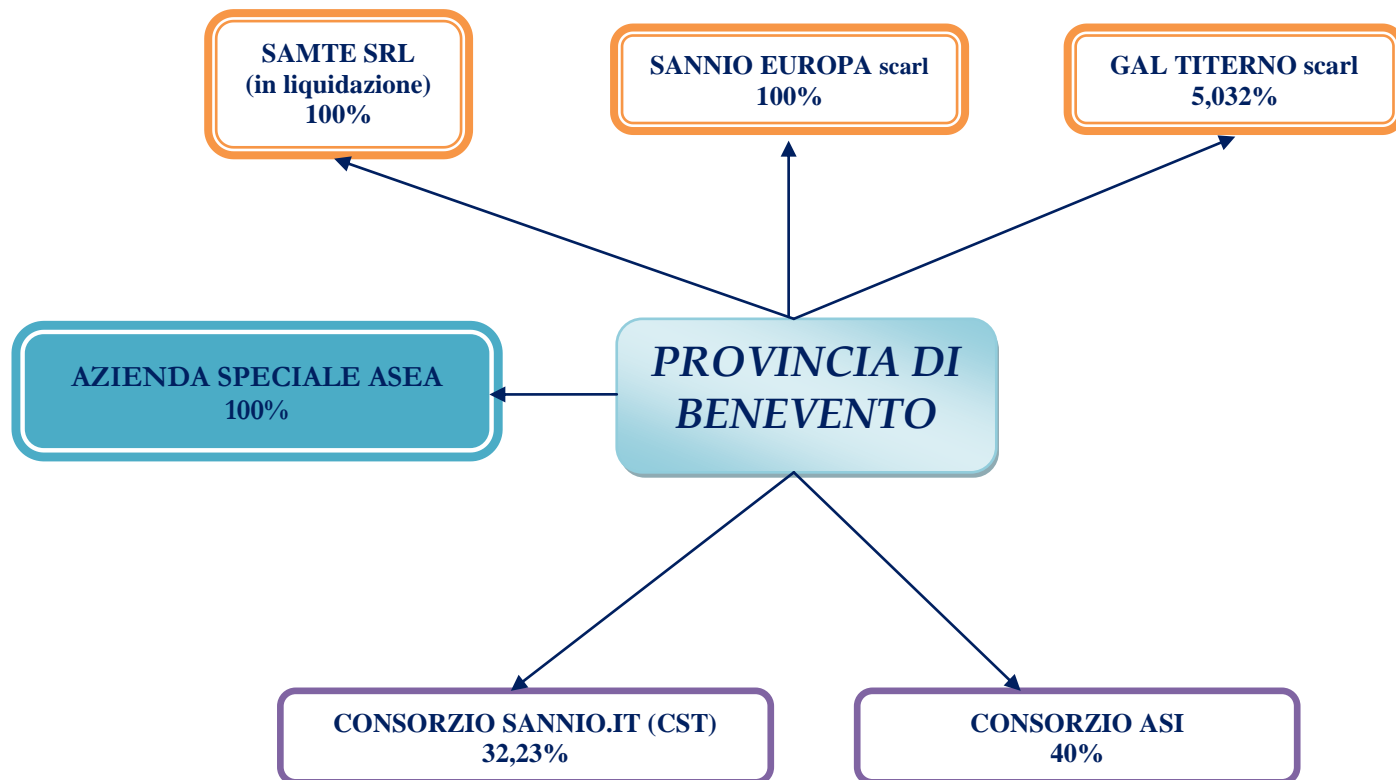 SAMTE SRL
(in liquidazione)
100%
SANNIO EUROPA scarl
100%
GAL TITERNO scarl
5,032%
AZIENDA SPECIALE ASEA
100%
PROVINCIA DI
BENEVENTO
CONSORZIO SANNIO.IT (CST)
32,23%
CONSORZIO ASI
40%